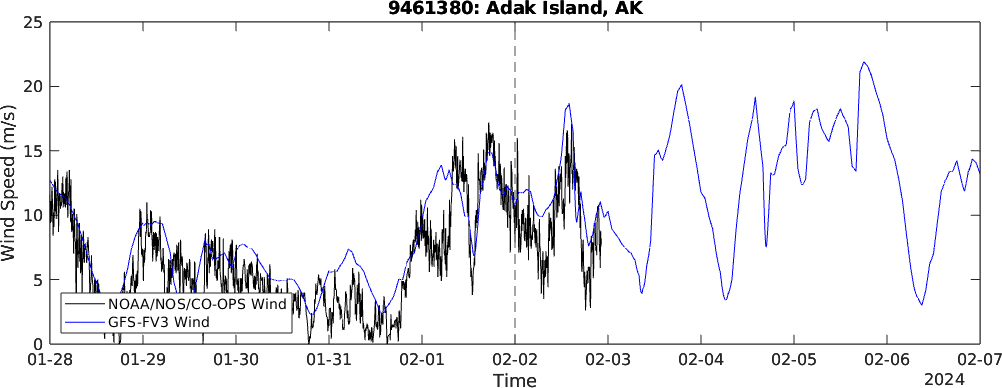 9461380: Adak Island, AK
Wind Speed (m/s)
25
20
15
10
5
0
NOAA/NOS/CO-OPS Wind
GFS-FV3 Wind
01-28 01-29 01-30 01-31 02-01 02-02 02-03 02-04 02-05 02-06 02-07
Time
2024